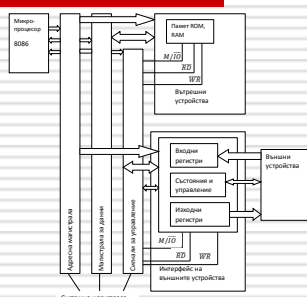 Микро-
процесор
8086
Памет ROM,
RAM
M/IO
RD
WR
Вътрешни
устройства
Адресна магистрала
Магистрала за данни
Сигнали за управление
Входни
регистри
Състояния и
управление
Изходни
регистри
M/IO
RD
WR
Интерфейс на
външните устройства
Външни
устройства